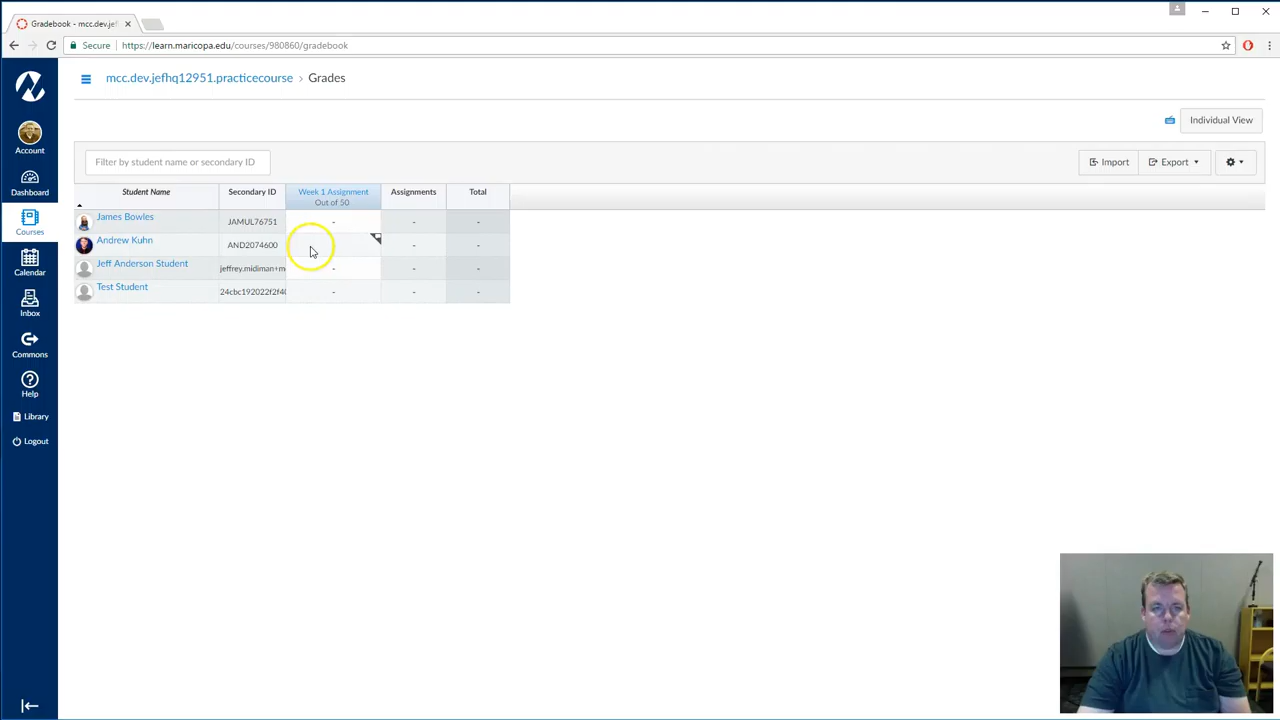 Gradebook - mcc.dev.jef
Secure https://learn.maricopa.edu/courses/980860/gradebook
mcc.dev.jefhq12951.practicecourse › Grades
Individual View
Filter by student name or secondary ID
Import
Export
Student Name Secondary ID Week 1 Assignment Assignments Total
Out of 50
James Bowles JAMUL76751 - - -
Andrew Kuhn AND2074600 - -
Jeff Anderson Student jeffrey.midiman+m - - -
Test Student 24cbc192022f2f40 - - -
Account
Dashboard
Courses
Calendar
Inbox
Commons
Help
Library
Logout